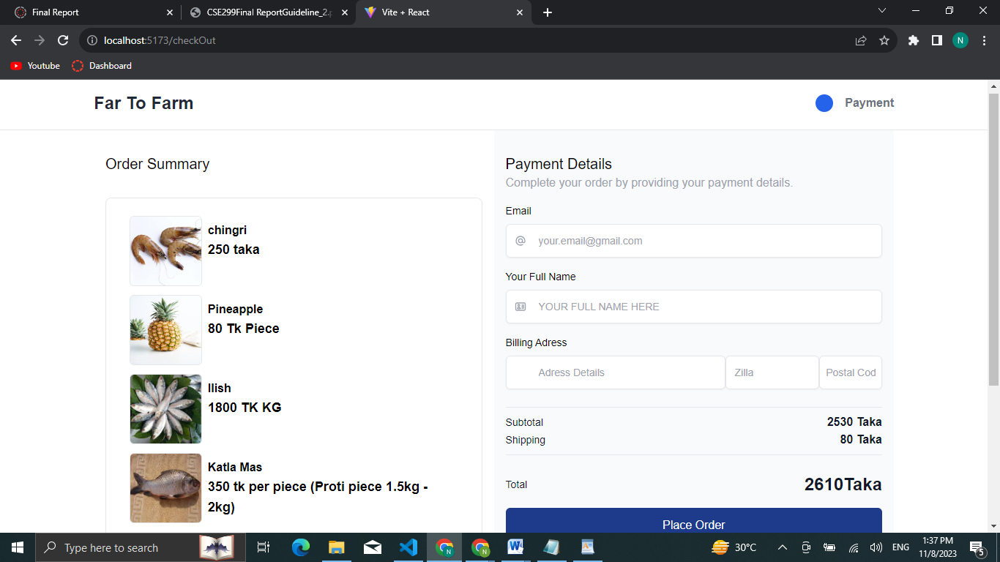 Final Report
CSE299Final ReportGuideline_2.p
Vite + React
localhost:5173/checkOut
N
Youtube
Dashboard
Far To Farm
Payment
Order Summary
chingri
250 taka
Pineapple
80 Tk Piece
Ilish
1800 TK KG
Katla Mas
350 tk per piece (Proti piece 1.5kg -
2kg)
Payment Details
Complete your order by providing your payment details.
Email
@ your.email@gmail.com
Your Full Name
YOUR FULL NAME HERE
Billing Adress
Adress Details Zilla Postal Cod
Subtotal 2530 Taka
Shipping 80 Taka
Total 2610Taka
Place Order
Type here to search
30°C
ENG
1:37 PM
11/8/2023
5